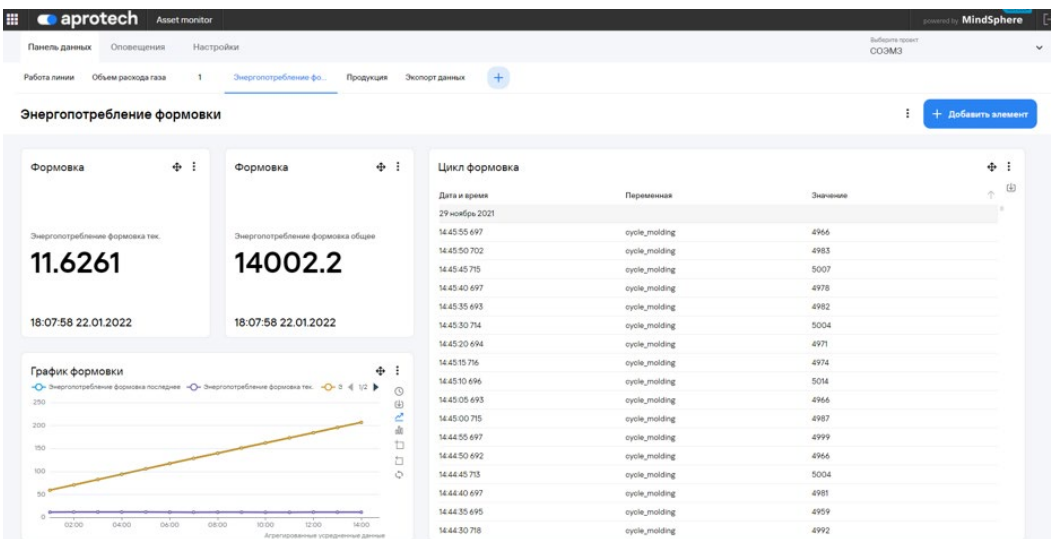 aprotech Asset monitor powered by MindSphere
Панель данных Оповещения Настройки Выберите проект
СОЭМЗ
Работа линии Объем расхода газа 1 Энергопотребление фо... Продукция Экспорт данных +
Энергопотребление формовки + Добавить элемент
Формовка
Энергопотребление формовка тек.
11.6261
18:07:58 22.01.2022
Формовка
Энергопотребление формовка общее
14002.2
18:07:58 22.01.2022
Цикл формовка
Дата и время Переменная Значение
29 ноябрь 2021
14:45:55 697 cycle_molding 4966
14:45:50 702 cycle_molding 4983
14:45:45 715 cycle_molding 5007
14:45:40 697 cycle_molding 4978
14:45:35 693 cycle_molding 4982
14:45:30 714 cycle_molding 5004
14:45:20 694 cycle_molding 4971
14:45:15 716 cycle_molding 4974
14:45:10 696 cycle_molding 5014
14:45:05 693 cycle_molding 4966
14:45:00 715 cycle_molding 4987
14:44:55 697 cycle_molding 4999
14:44:50 692 cycle_molding 4966
14:44:45 713 cycle_molding 5004
14:44:40 697 cycle_molding 4981
14:44:35 695 cycle_molding 4959
14:44:30 718 cycle_molding 4992
График формовки
Энергопотребление формовка последнее Энергопотребление формовка тек. Э 1/2
250
200
150
100
50
0
02:00 04:00 06:00 08:00 10:00 12:00 14:00
Агрегированные усредненные данные